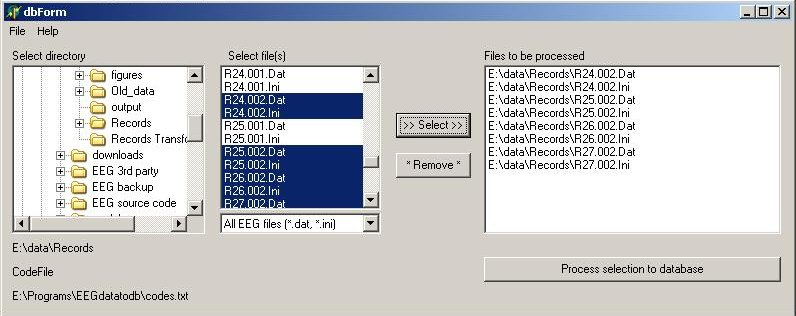 dbForm
File Help
Select directory
figures
Old_data
output
Records
Records Transfo
downloads
EEG 3rd party
EEG backup
EEG source code
E:\data\Records
CodeFile
E:\Programs\EEGdatatodb\codes.txt
Select file(s)
R24.001.Dat
R24.001.Ini
R24.002.Dat
R24.002.Ini
R25.001.Dat
R25.001.Ini
R25.002.Dat
R25.002.Ini
R26.002.Dat
R26.002.Ini
R27.002.Dat
All EEG files (*.dat, *.ini)
>> Select >>
* Remove *
Files to be processed
E:\data\Records\R24.002.Dat
E:\data\Records\R24.002.Ini
E:\data\Records\R25.002.Dat
E:\data\Records\R25.002.Ini
E:\data\Records\R26.002.Dat
E:\data\Records\R26.002.Ini
E:\data\Records\R27.002.Dat
E:\data\Records\R27.002.Ini
Process selection to database